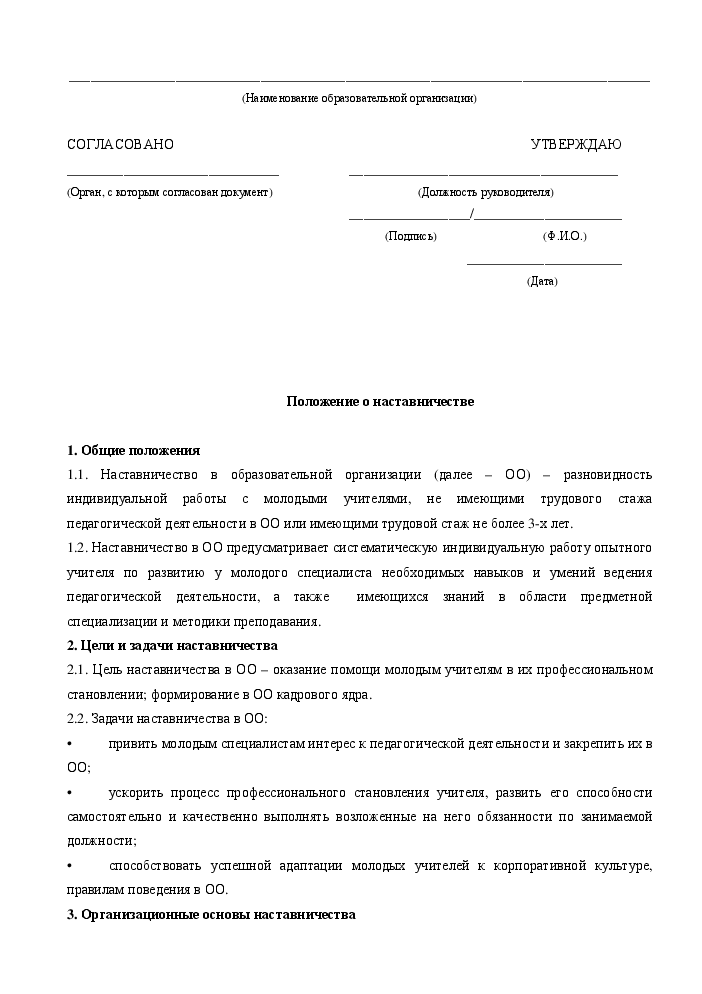 (Наименование образовательной организации)
СОГЛАСОВАНО УТВЕРЖДАЮ
(Орган, с которым согласован документ) (Должность руководителя)
/
(Подпись) (Ф.И.О.)
(Дата)
Положение о наставничестве
1. Общие положения
1.1. Наставничество в образовательной организации (далее – ОО) – разновидность
индивидуальной работы с молодыми учителями, не имеющими трудового стажа
педагогической деятельности в ОО или имеющими трудовой стаж не более 3-х лет.
1.2. Наставничество в ОО предусматривает систематическую индивидуальную работу опытного
учителя по развитию у молодого специалиста необходимых навыков и умений ведения
педагогической деятельности, а также имеющихся знаний в области предметной
специализации и методики преподавания.
2. Цели и задачи наставничества
2.1. Цель наставничества в ОО – оказание помощи молодым учителям в их профессиональном
становлении; формирование в ОО кадрового ядра.
2.2. Задачи наставничества в ОО:
• привить молодым специалистам интерес к педагогической деятельности и закрепить их в
ОО;
• ускорить процесс профессионального становления учителя, развить его способности
самостоятельно и качественно выполнять возложенные на него обязанности по занимаемой
должности;
• способствовать успешной адаптации молодых учителей к корпоративной культуре,
правилам поведения в ОО.
3. Организационные основы наставничества